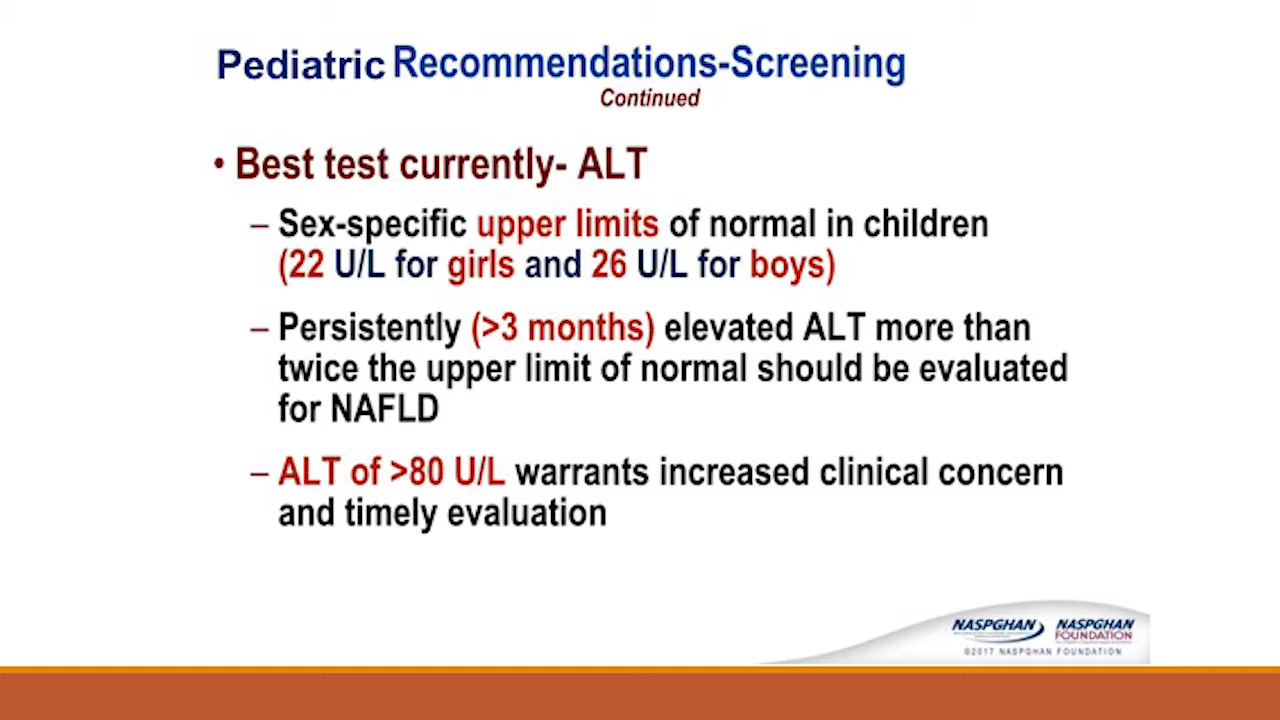 Pediatric Recommendations-Screening
Continued
• Best test currently- ALT
– Sex-specific upper limits of normal in children
(22 U/L for girls and 26 U/L for boys)
– Persistently (>3 months) elevated ALT more than
twice the upper limit of normal should be evaluated
for NAFLD
– ALT of >80 U/L warrants increased clinical concern
and timely evaluation
NASPGHAN NASPGHAN
FOUNDATION
©2017 NASPGHAN FOUNDATION